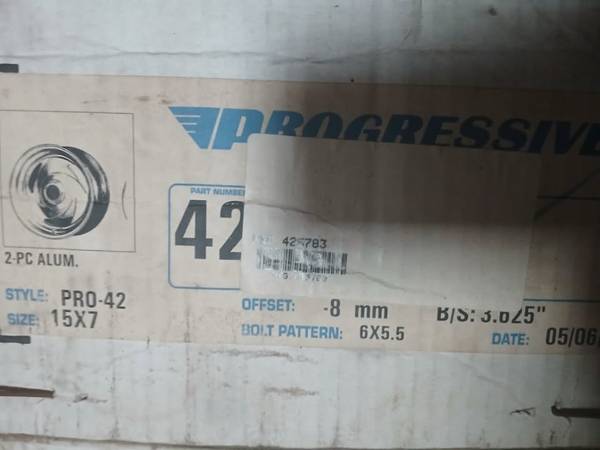 PROGRESSIVE
PART NUMBER
42
425783
2-PC ALUM.
STYLE: PRO-42
SIZE: 15X7
OFFSET: -8 mm
B/S: 3.625"
BOLT PATTERN: 6X5.5
DATE: 05/06